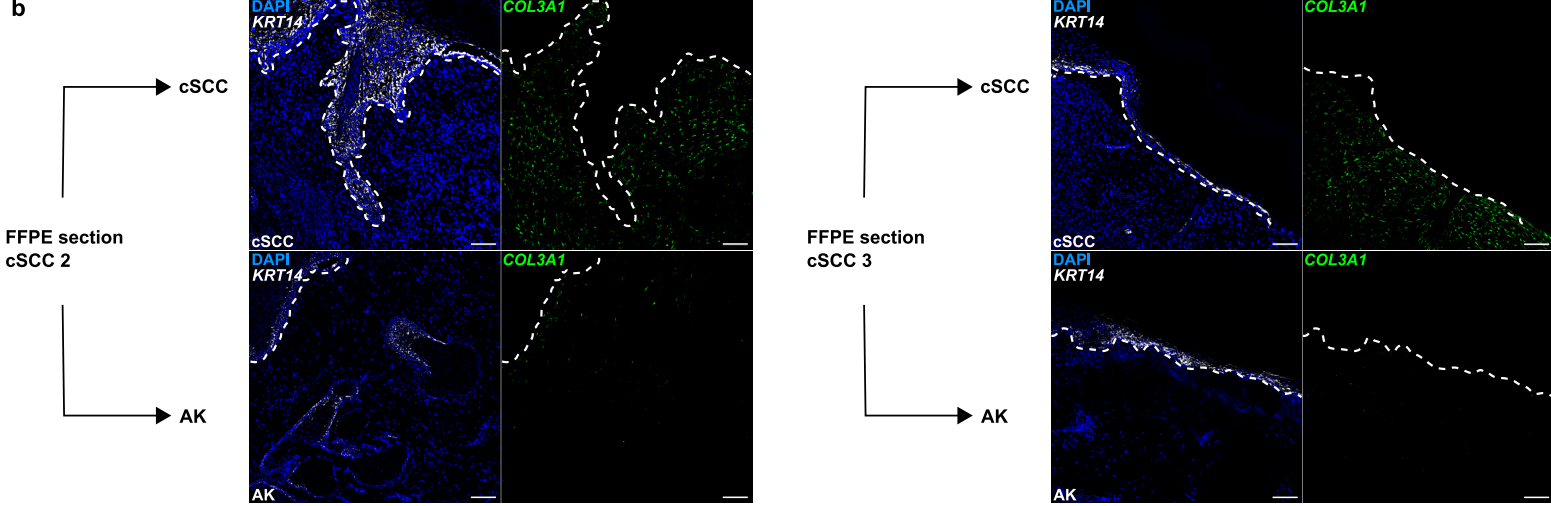 b
FFPE section
cSCC 2
cSCC
DAPI
KRT14
cSCC
COL3A1
AK
DAPI
KRT14
AK
COL3A1
FFPE section
cSCC 3
cSCC
DAPI
KRT14
cSCC
COL3A1
AK
DAPI
KRT14
AK
COL3A1